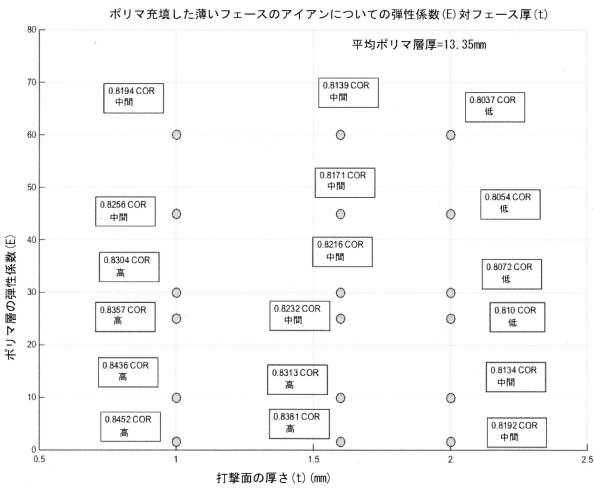 ポリマ充填した薄いフェースのアイアンについての弾性係数(E)対フェース厚(t)
平均ポリマ層厚=13.35mm
ポリマ層の弾性係数(E)
80
70
60
50
40
30
20
10
0
0.8194 COR
中間
0.8139 COR
中間
0.8037 COR
低
0.8256 COR
中間
0.8171 COR
中間
0.8054 COR
低
0.8304 COR
高
0.8216 COR
中間
0.8072 COR
低
0.8357 COR
高
0.8232 COR
中間
0.810 COR
低
0.8436 COR
高
0.8313 COR
高
0.8134 COR
中間
0.8452 COR
高
0.8381 COR
高
0.8192 COR
中間
0.5
1
1.5
2
2.5
打撃面の厚さ(t)(mm)